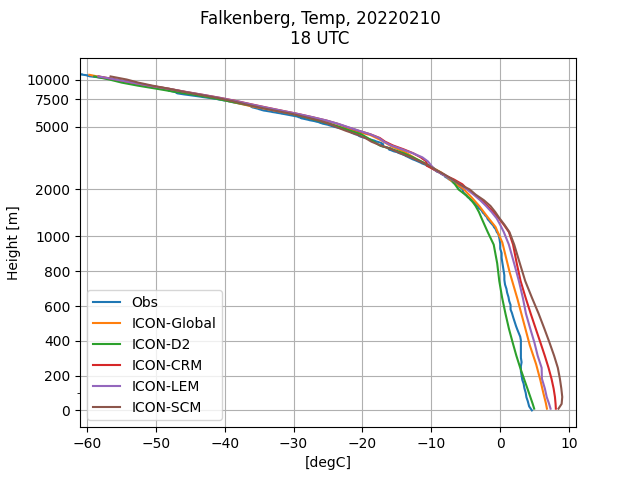 Falkenberg, Temp, 20220210
18 UTC
Height [m]
10000
7500
5000
2000
1000
800
600
400
200
0
Obs
ICON-Global
ICON-D2
ICON-CRM
ICON-LEM
ICON-SCM
−60 −50 −40 −30 −20 −10 0 10
[degC]